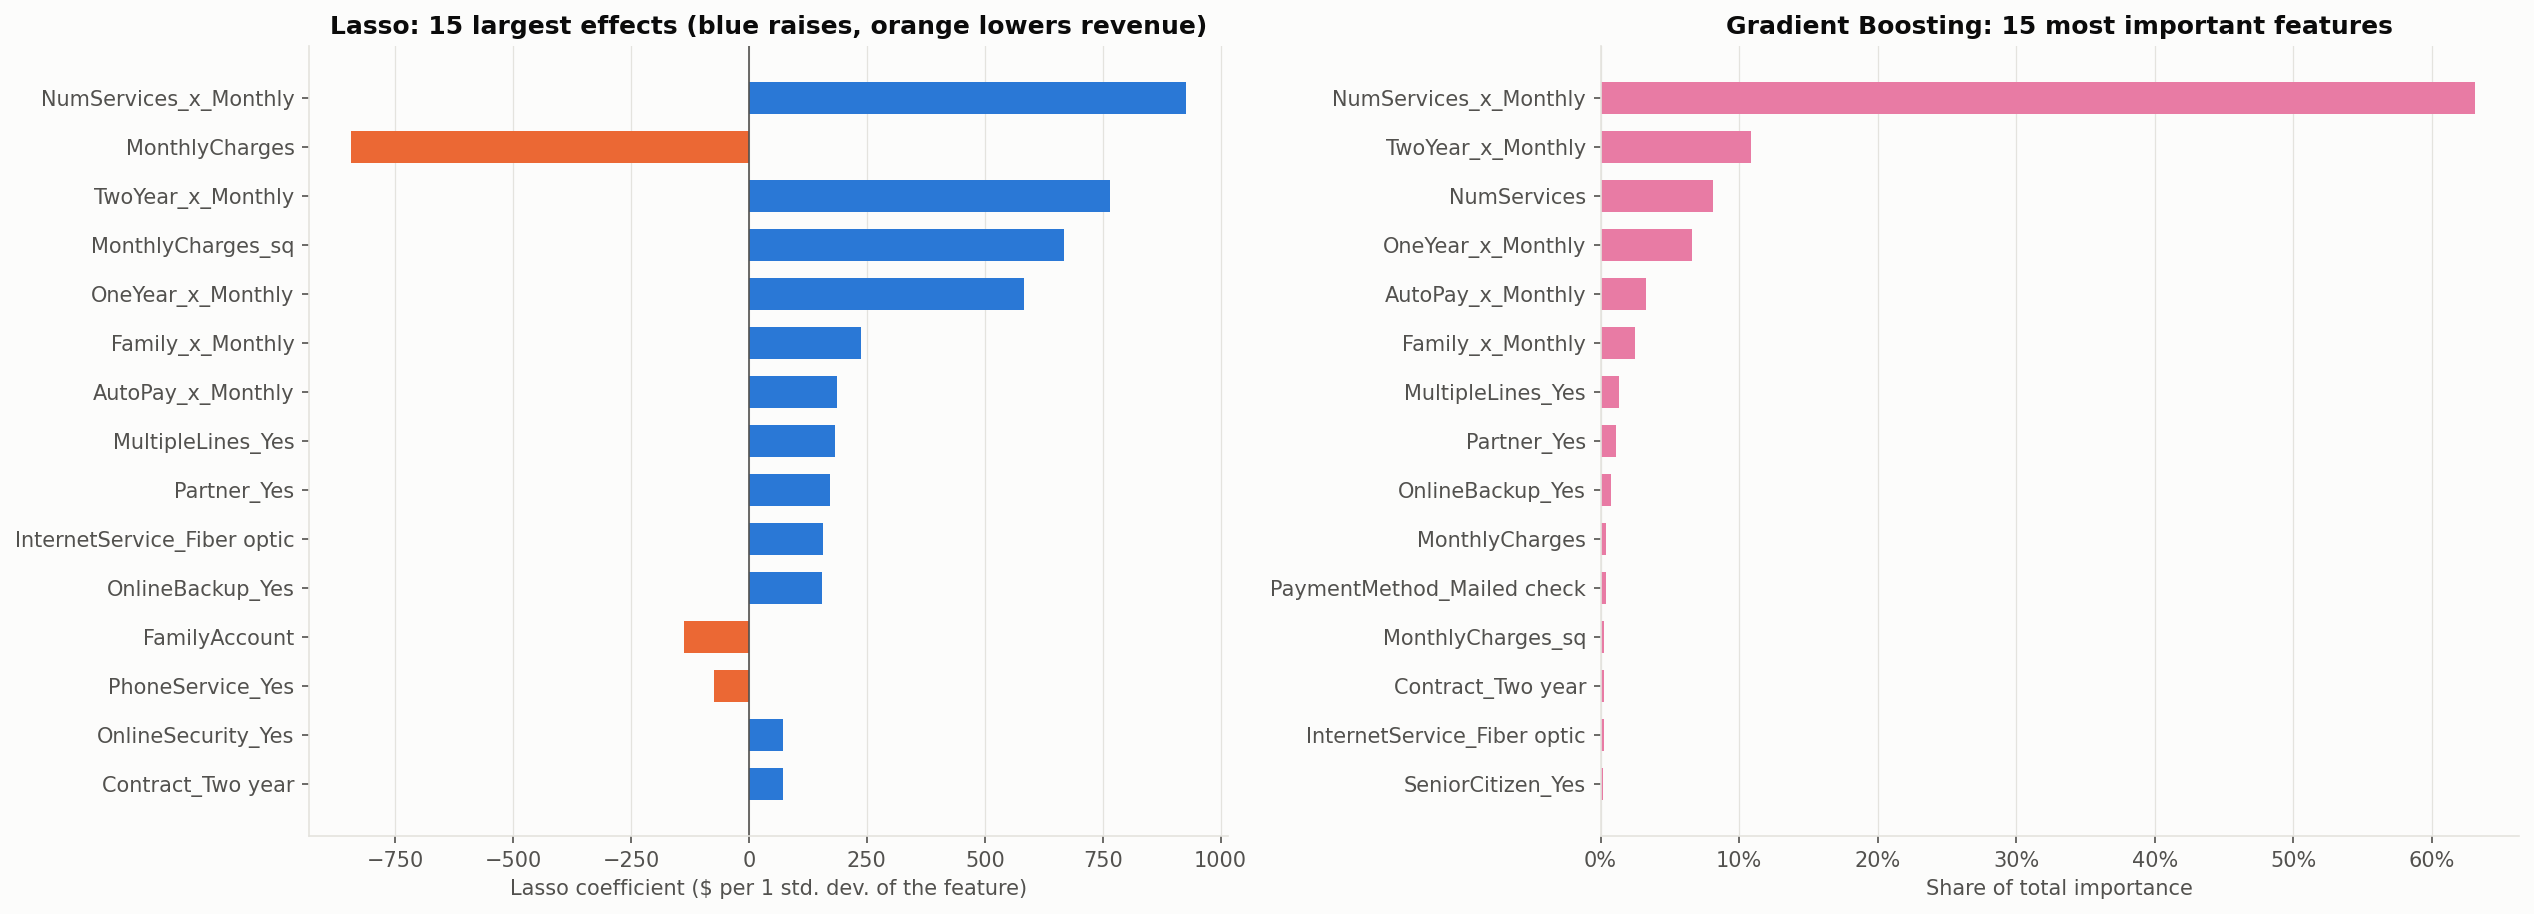 Lasso: 15 largest effects (blue raises, orange lowers revenue)
NumServices_x_Monthly
MonthlyCharges
TwoYear_x_Monthly
MonthlyCharges_sq
OneYear_x_Monthly
Family_x_Monthly
AutoPay_x_Monthly
MultipleLines_Yes
Partner_Yes
InternetService_Fiber optic
OnlineBackup_Yes
FamilyAccount
PhoneService_Yes
OnlineSecurity_Yes
Contract_Two year
−750 −500 −250 0 250 500 750 1000
Lasso coefficient ($ per 1 std. dev. of the feature)
Gradient Boosting: 15 most important features
NumServices_x_Monthly
TwoYear_x_Monthly
NumServices
OneYear_x_Monthly
AutoPay_x_Monthly
Family_x_Monthly
MultipleLines_Yes
Partner_Yes
OnlineBackup_Yes
MonthlyCharges
PaymentMethod_Mailed check
MonthlyCharges_sq
Contract_Two year
InternetService_Fiber optic
SeniorCitizen_Yes
0% 10% 20% 30% 40% 50% 60%
Share of total importance